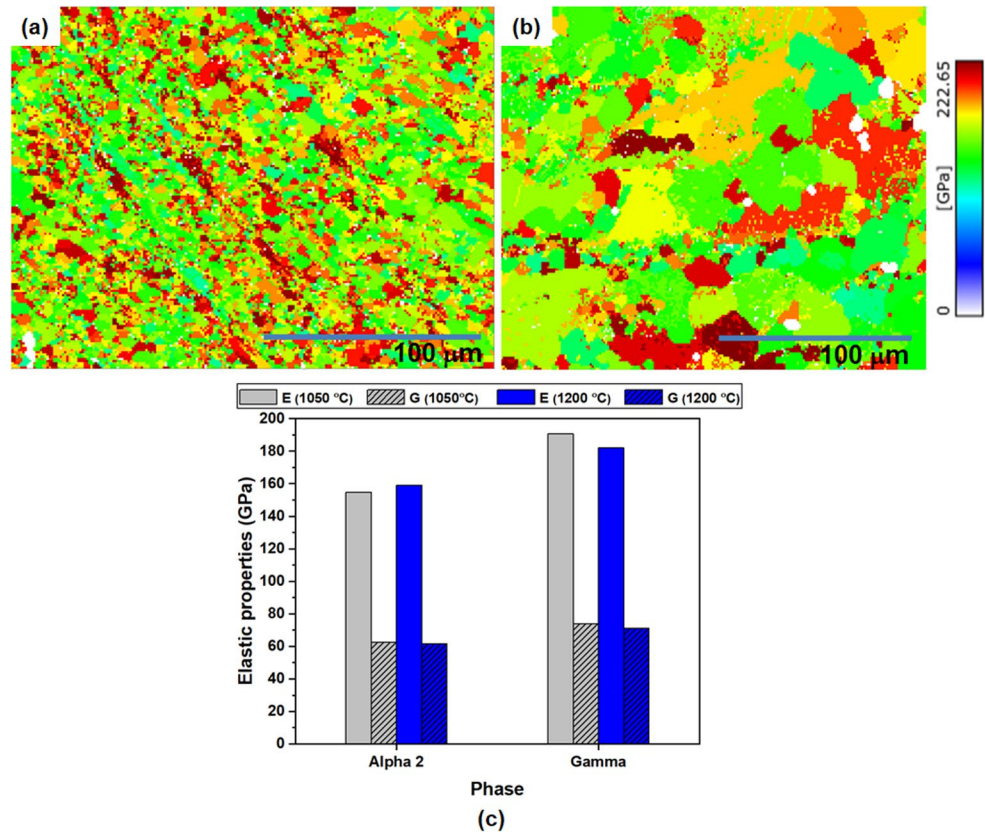 (a)
100 μm
(b)
100 μm
222.65
[GPa]
0
E (1050 °C) G (1050°C) E (1200 °C) G (1200 °C)
Elastic properties (GPa)
200
180
160
140
120
100
80
60
40
20
0
Alpha 2 Gamma
Phase
(c)